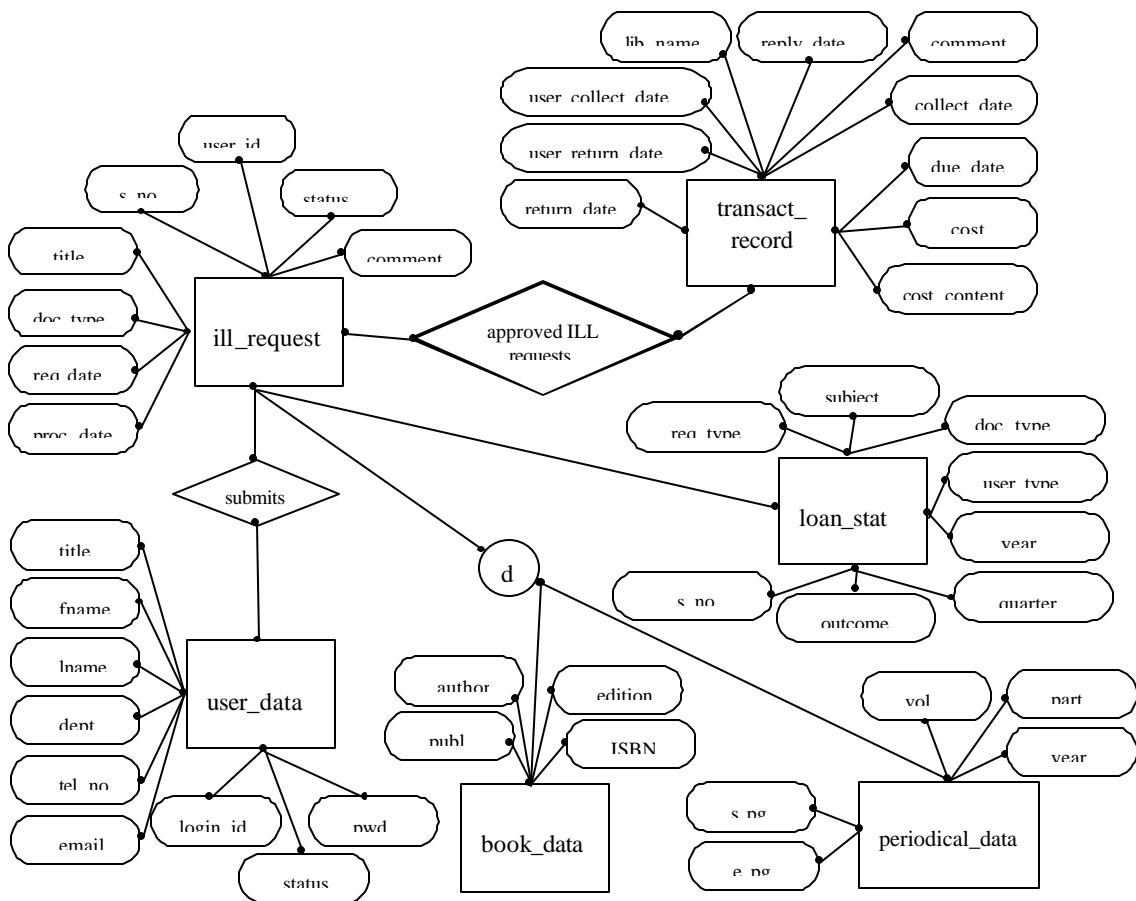 lib_name
reply_date
comment
user_collect_date
collect_date
user_id
user_return_date
due_date
s_no
status
return_date
transact_
record
cost
title
comment
cost_content
doc_type
ill_request
approved ILL
requests
req_date
subject
proc_date
req_type
doc_type
submits
user_type
loan_stat
title
year
d
fname
s_no
quarter
outcome
lname
author
edition
vol
part
user_data
dept
publ
ISBN
year
tel_no
s_pg
login_id
pwd
email
book_data
periodical_data
e_pg
status